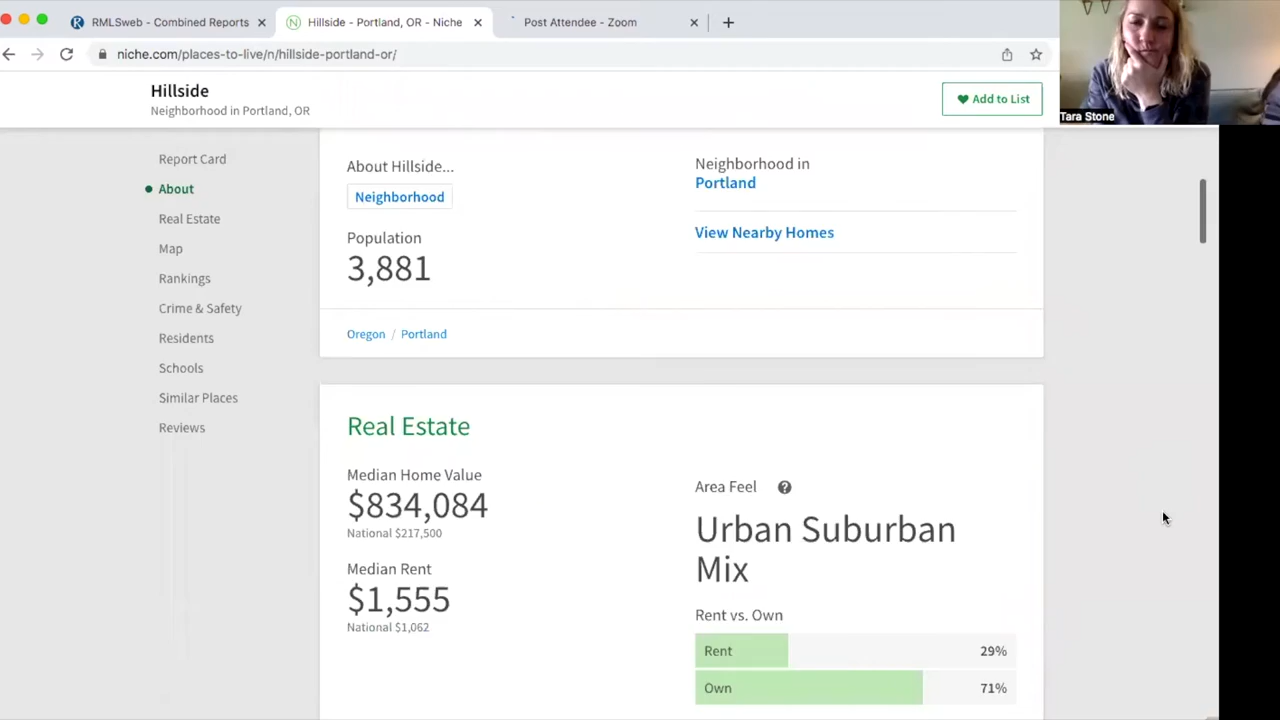 RMLSweb - Combined Reports
Hillside - Portland, OR - Niche
Post Attendee - Zoom
niche.com/places-to-live/n/hillside-portland-or/
Hillside
Neighborhood in Portland, OR
Add to List
Tara Stone
Report Card
About
Real Estate
Map
Rankings
Crime & Safety
Residents
Schools
Similar Places
Reviews
About Hillside...
Neighborhood
Population
3,881
Neighborhood in
Portland
View Nearby Homes
Oregon / Portland
Real Estate
Median Home Value
$834,084
National $217,500
Median Rent
$1,555
National $1,062
Area Feel ?
Urban Suburban
Mix
Rent vs. Own
Rent 29%
Own 71%